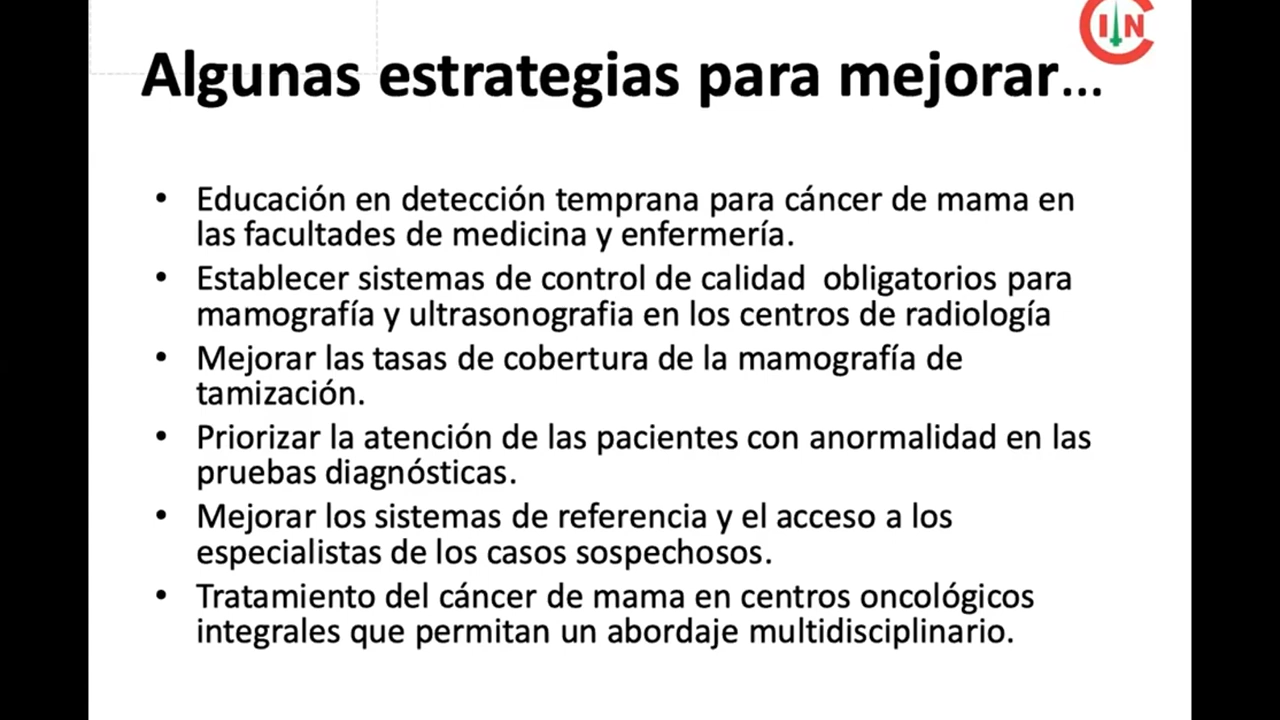 Algunas estrategias para mejorar...
IN
• Educación en detección temprana para cáncer de mama en
las facultades de medicina y enfermería.
• Establecer sistemas de control de calidad  obligatorios para
mamografía y ultrasonografia en los centros de radiología
• Mejorar las tasas de cobertura de la mamografía de
tamización.
• Priorizar la atención de las pacientes con anormalidad en las
pruebas diagnósticas.
• Mejorar los sistemas de referencia y el acceso a los
especialistas de los casos sospechosos.
• Tratamiento del cáncer de mama en centros oncológicos
integrales que permitan un abordaje multidisciplinario.